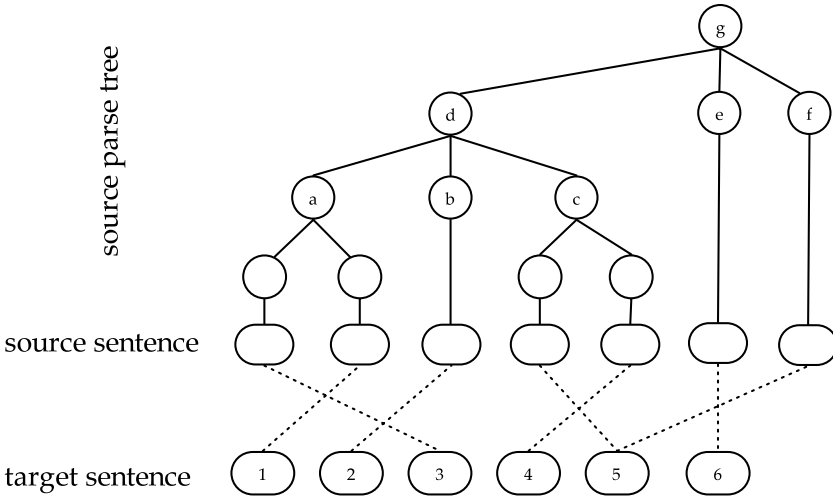 g
source parse tree
d
e
f
a
b
c
source sentence
target sentence
1
2
3
4
5
6